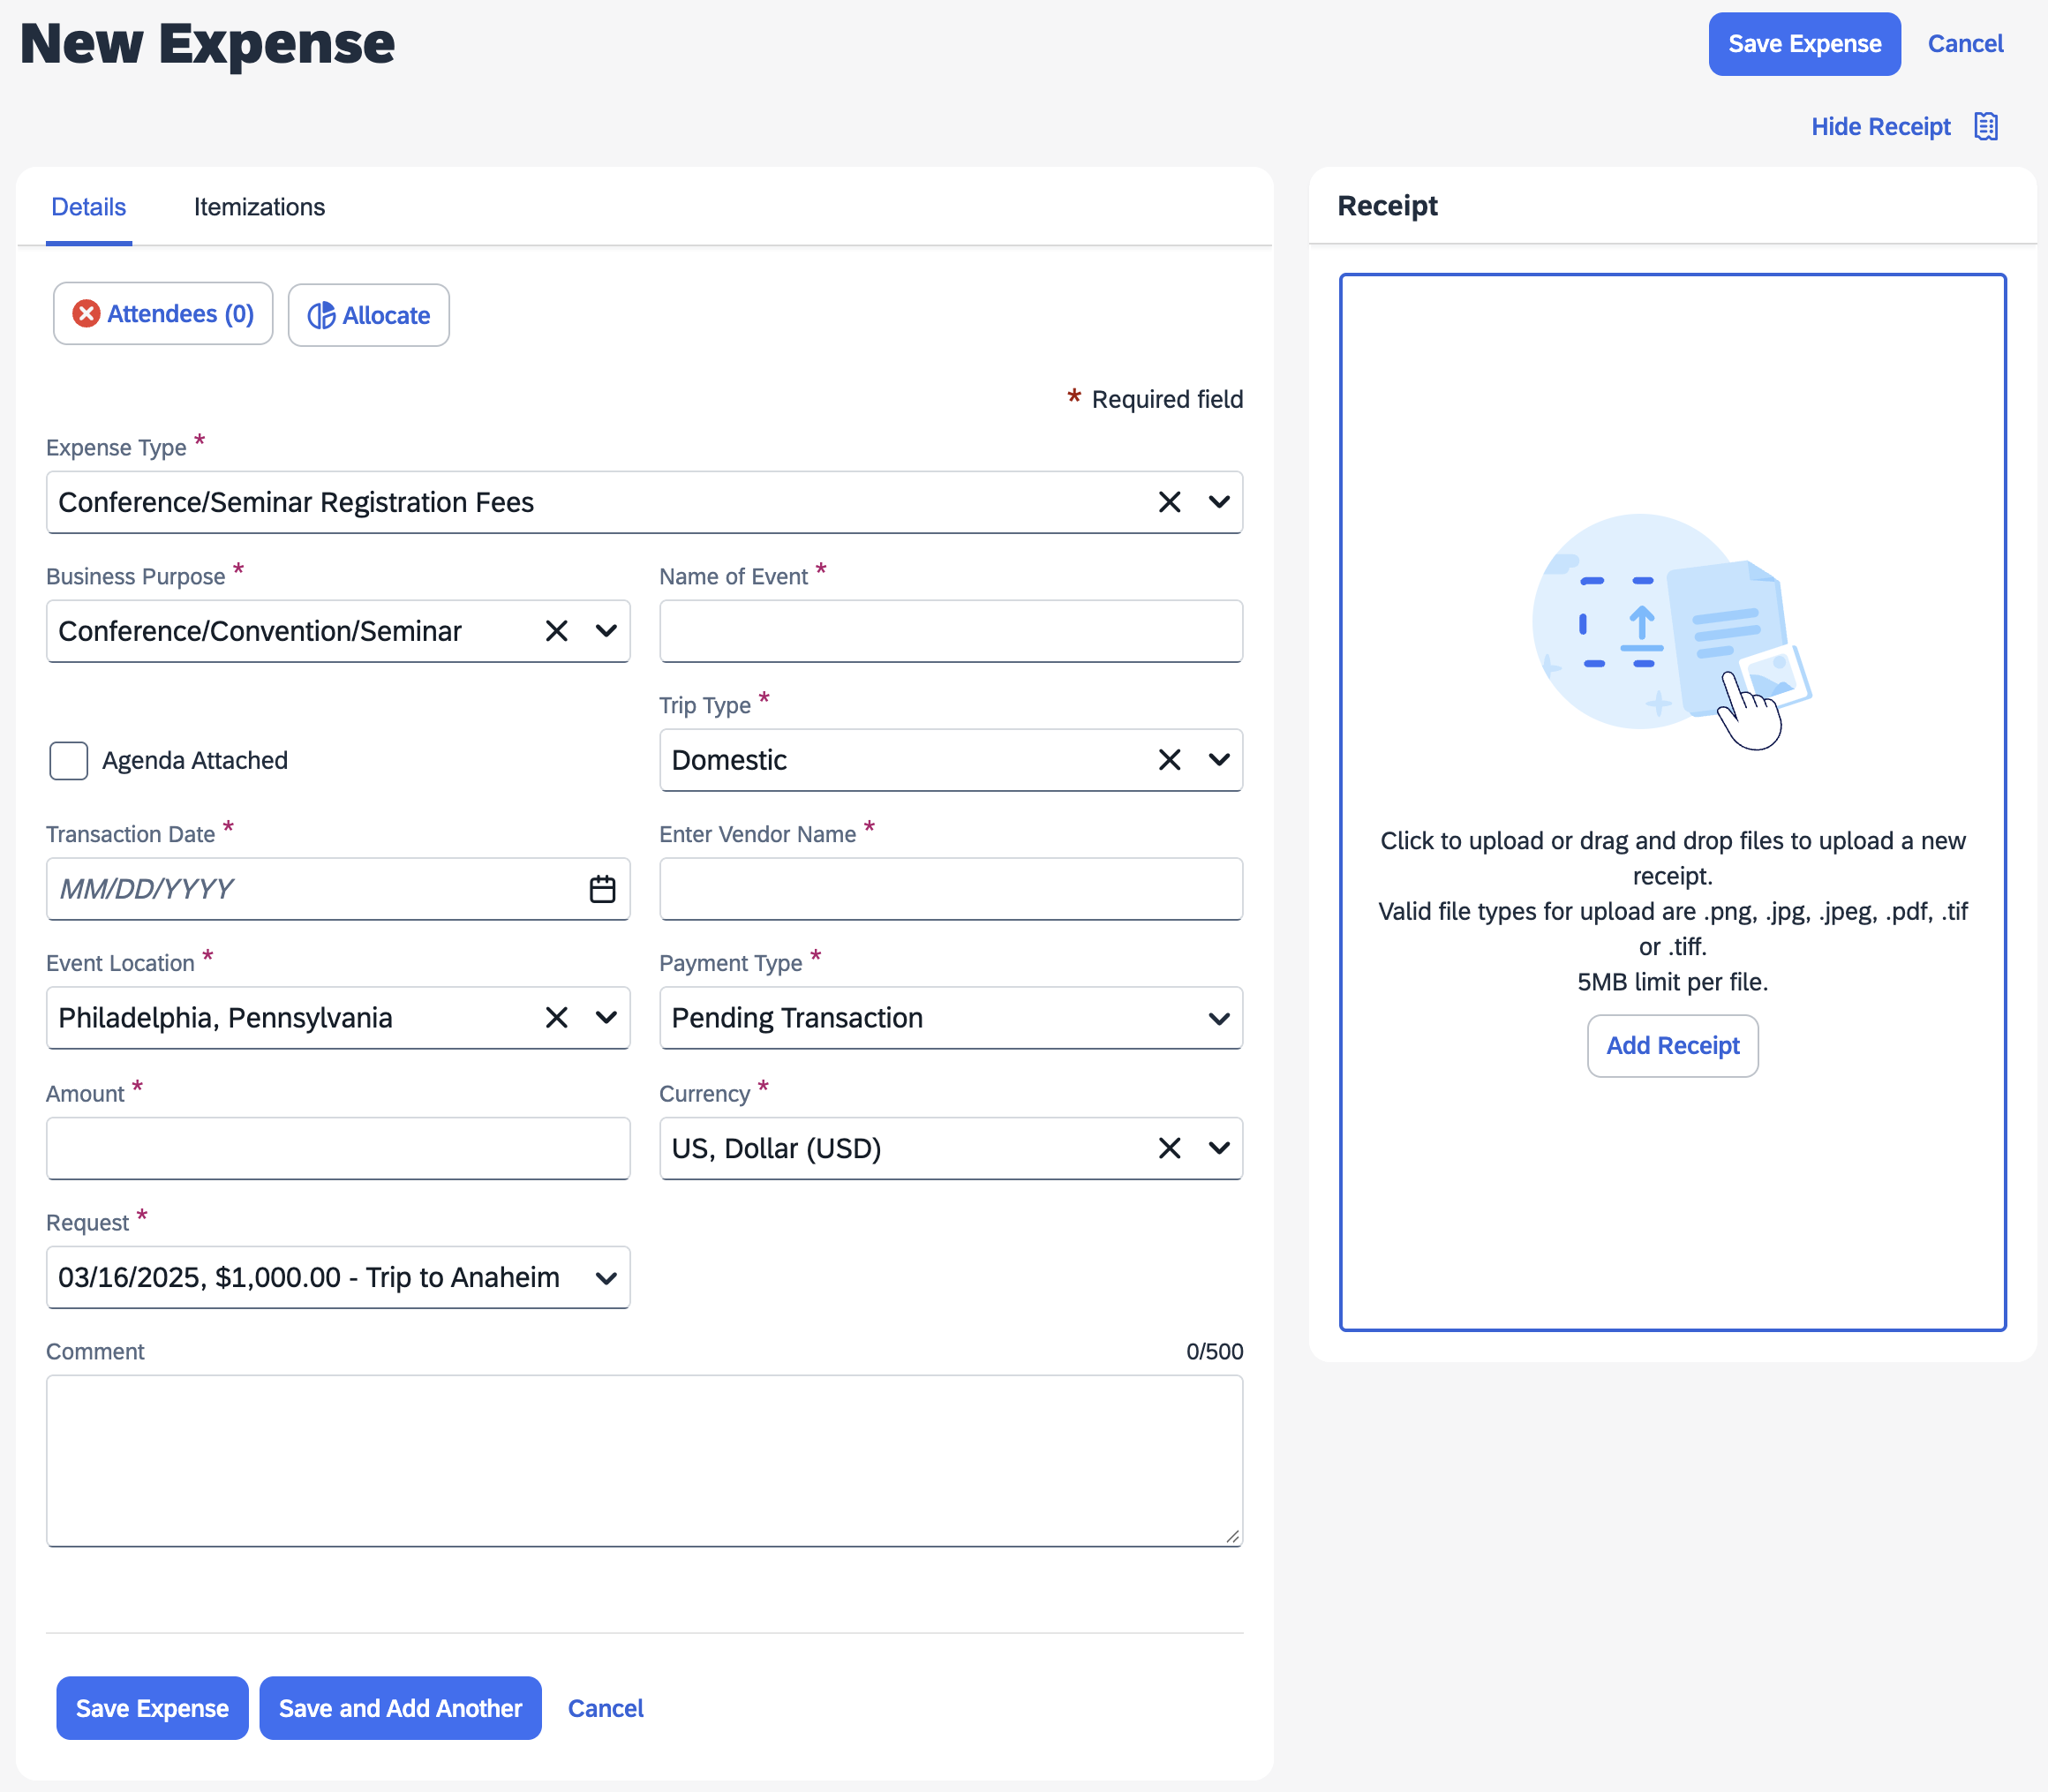 New Expense
Save Expense
Cancel
Hide Receipt
Details
Itemizations
Attendees (0)
Allocate
* Required field
Expense Type *
Conference/Seminar Registration Fees
Business Purpose *
Name of Event *
Conference/Convention/Seminar
Trip Type *
Agenda Attached
Domestic
Transaction Date *
Enter Vendor Name *
MM/DD/YYYY
Event Location *
Payment Type *
Philadelphia, Pennsylvania
Pending Transaction
Amount *
Currency *
US, Dollar (USD)
Request *
03/16/2025, $1,000.00 - Trip to Anaheim
Comment
0/500
Save Expense
Save and Add Another
Cancel
Receipt
Click to upload or drag and drop files to upload a new
receipt.
Valid file types for upload are .png, .jpg, .jpeg, .pdf, .tif
or .tiff.
5MB limit per file.
Add Receipt